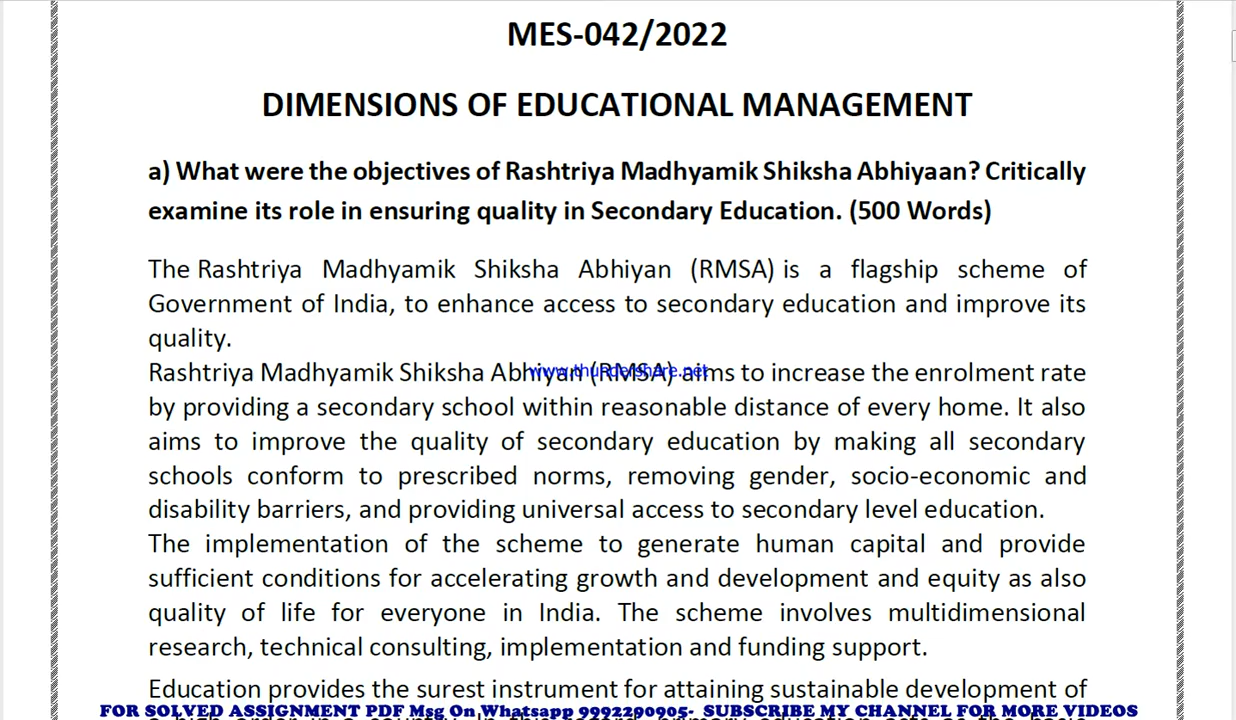 MES-042/2022
DIMENSIONS OF EDUCATIONAL MANAGEMENT
a) What were the objectives of Rashtriya Madhyamik Shiksha Abhiyaan? Critically
examine its role in ensuring quality in Secondary Education. (500 Words)
The Rashtriya Madhyamik Shiksha Abhiyan (RMSA) is a flagship scheme of
Government of India, to enhance access to secondary education and improve its
quality.
Rashtriya Madhyamik Shiksha Abhiyan (RMSA) aims to increase the enrolment rate
www.thundershare.net
by providing a secondary school within reasonable distance of every home. It also
aims to improve the quality of secondary education by making all secondary
schools conform to prescribed norms, removing gender, socio-economic and
disability barriers, and providing universal access to secondary level education.
The implementation of the scheme to generate human capital and provide
sufficient conditions for accelerating growth and development and equity as also
quality of life for everyone in India. The scheme involves multidimensional
research, technical consulting, implementation and funding support.
Education provides the surest instrument for attaining sustainable development of
FOR SOLVED ASSIGNMENT PDF Msg On Whatsapp 9992290905- SUBSCRIBE MY CHANNEL FOR MORE VIDEOS